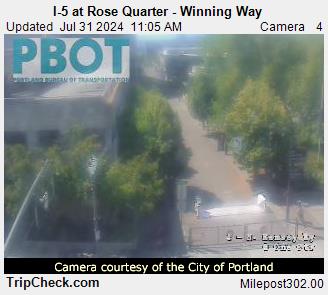 I-5 at Rose Quarter - Winning Way
Updated Jul 31 2024 11:05 AM Camera 4
PBOT
PORTLAND BUREAU OF TRANSPORTATION
Camera courtesy of the City of Portland
TripCheck.com Milepost302.00